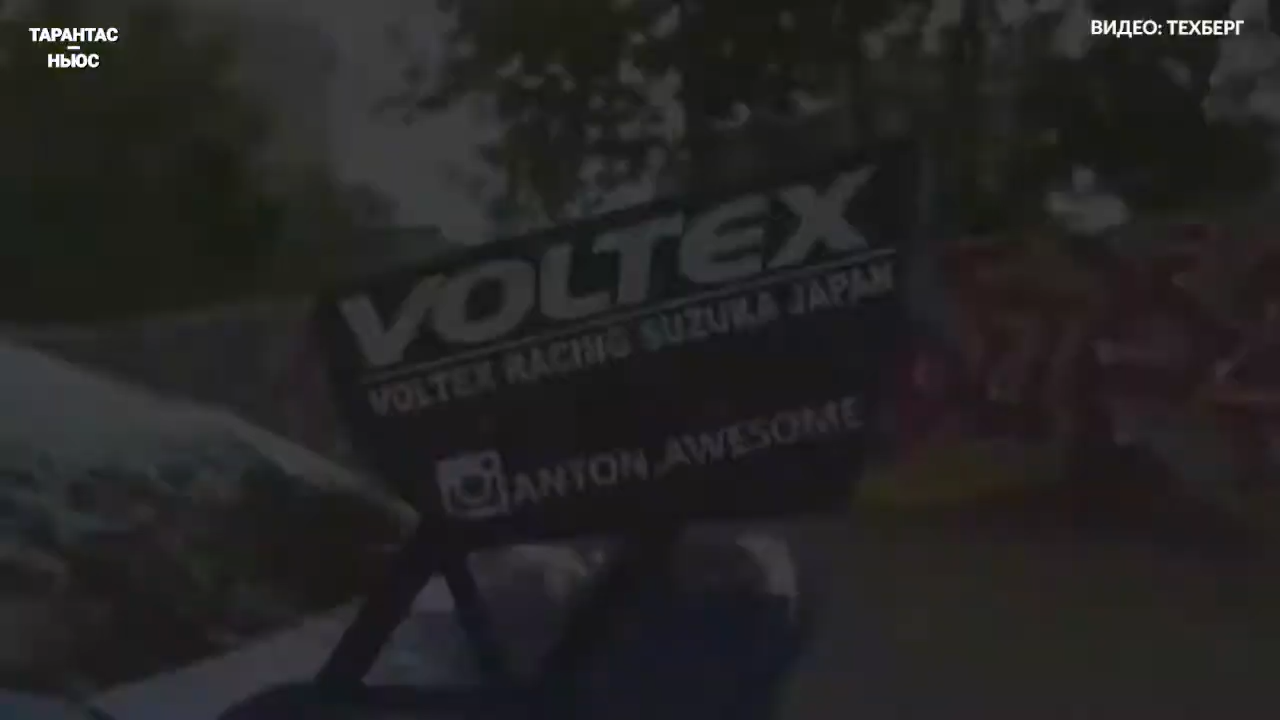 ТАРАНТАС
НЬЮС
ВИДЕО: ТЕХБЕРГ
VOLTEX
VOLTEX RACING SUZUKA JAPAN
ANTON.AWESOME